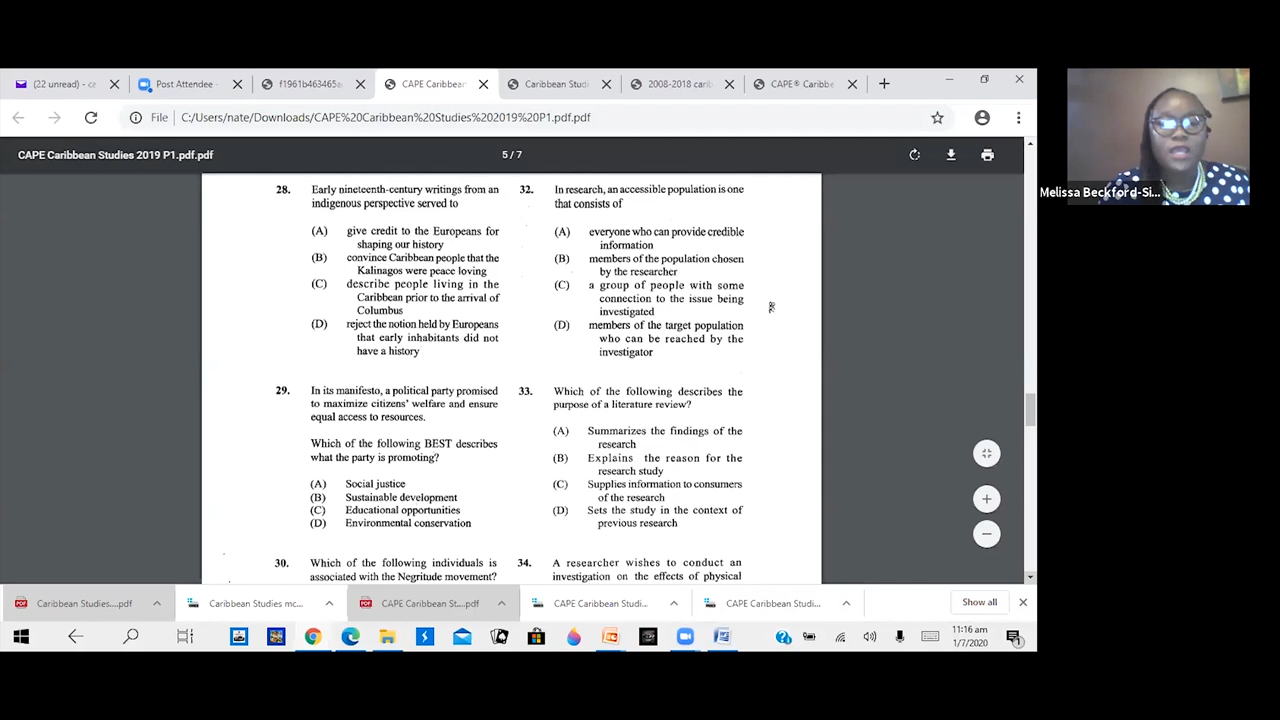 (22 unread) - ca
Post Attendee -
f1961b463465a
CAPE Caribbean
Caribbean Studi
2008-2018 carib
CAPE® Caribbe
File
C:/Users/nate/Downloads/CAPE%20Caribbean%20Studies%202019%20P1.pdf.pdf
CAPE Caribbean Studies 2019 P1.pdf.pdf
5 / 7
28. Early nineteenth-century writings from an
indigenous perspective served to
(A) give credit to the Europeans for
shaping our history
(B) convince Caribbean people that the
Kalinagos were peace loving
(C) describe people living in the
Caribbean prior to the arrival of
Columbus
(D) reject the notion held by Europeans
that early inhabitants did not
have a history
29. In its manifesto, a political party promised
to maximize citizens' welfare and ensure
equal access to resources.
Which of the following BEST describes
what the party is promoting?
(A) Social justice
(B) Sustainable development
(C) Educational opportunities
(D) Environmental conservation
30. Which of the following individuals is
associated with the Negritude movement?
32. In research, an accessible population is one
that consists of
(A) everyone who can provide credible
information
(B) members of the population chosen
by the researcher
(C) a group of people with some
connection to the issue being
investigated
(D) members of the target population
who can be reached by the
investigator
33. Which of the following describes the
purpose of a literature review?
(A) Summarizes the findings of the
research
(B) Explains the reason for the
research study
(C) Supplies information to consumers
of the research
(D) Sets the study in the context of
previous research
34. A researcher wishes to conduct an
investigation on the effects of physical
Melissa Beckford-Si...
Caribbean Studies....pdf
Caribbean Studies mc...
CAPE Caribbean St....pdf
CAPE Caribbean Studi...
CAPE Caribbean Studi...
Show all
11:16 am
1/7/2020